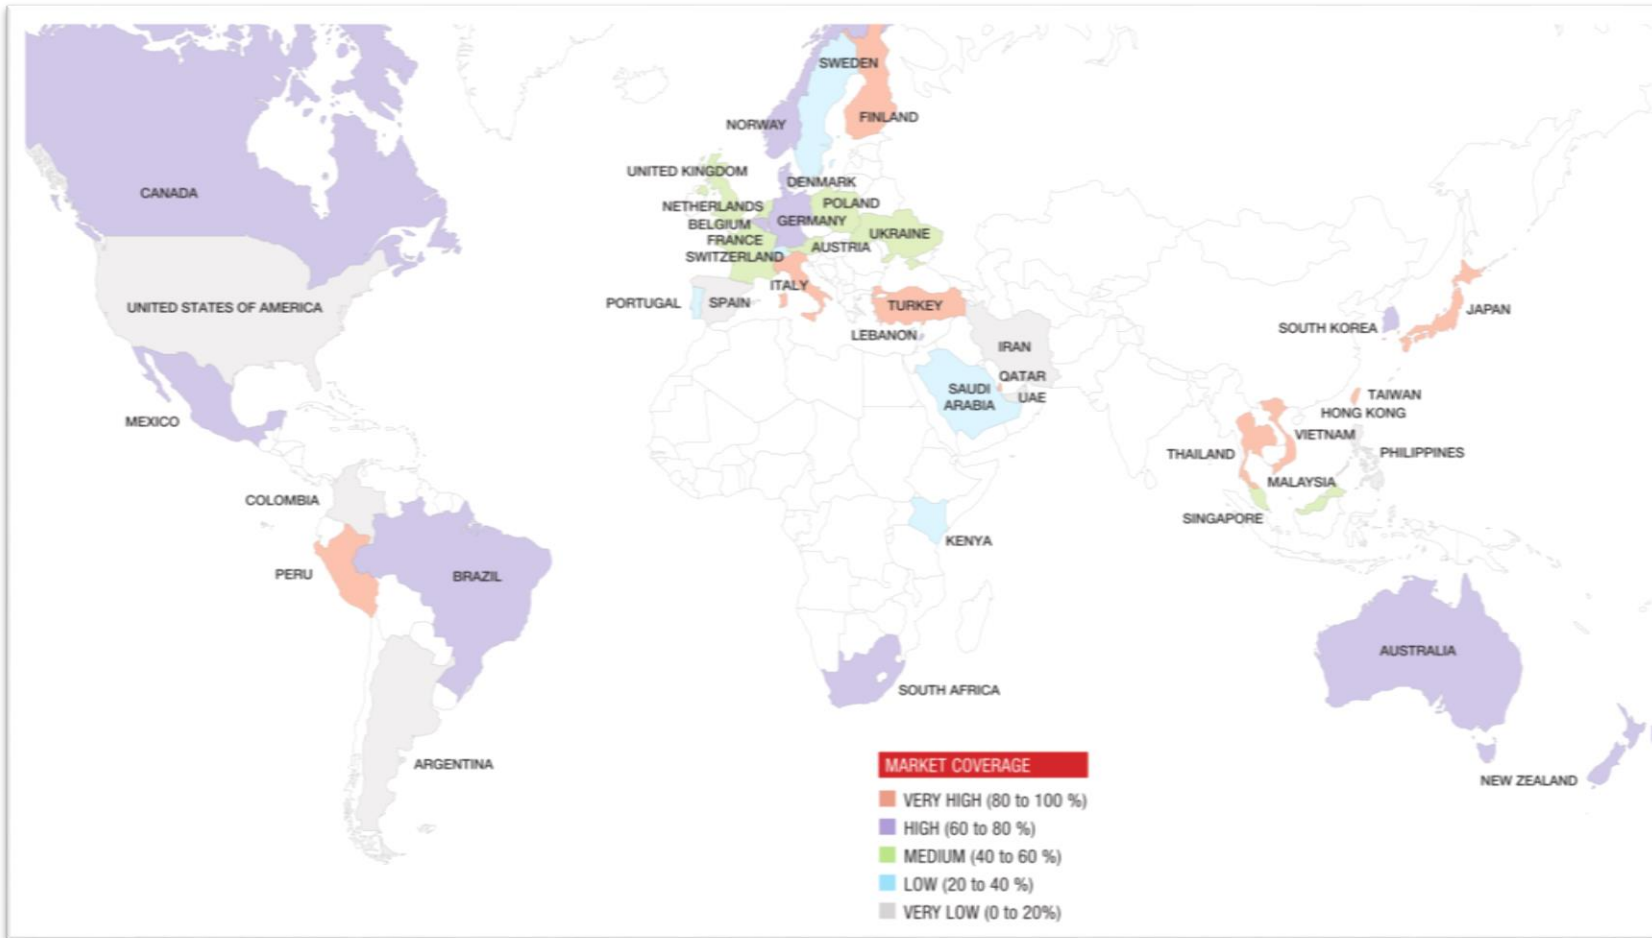 SWEDEN
FINLAND
NORWAY
UNITED KINGDOM
DENMARK
CANADA
NETHERLANDS
POLAND
BELGIUM
GERMANY
UKRAINE
FRANCE
AUSTRIA
SWITZERLAND
ITALY
UNITED STATES OF AMERICA
PORTUGAL
SPAIN
TURKEY
JAPAN
SOUTH KOREA
LEBANON
IRAN
QATAR
SAUDI
ARABIA
UAE
TAIWAN
HONG KONG
MEXICO
VIETNAM
THAILAND
PHILIPPINES
MALAYSIA
COLOMBIA
SINGAPORE
KENYA
PERU
BRAZIL
AUSTRALIA
SOUTH AFRICA
ARGENTINA
NEW ZEALAND
MARKET COVERAGE
VERY HIGH (80 to 100 %)
HIGH (60 to 80 %)
MEDIUM (40 to 60 %)
LOW (20 to 40 %)
VERY LOW (0 to 20%)